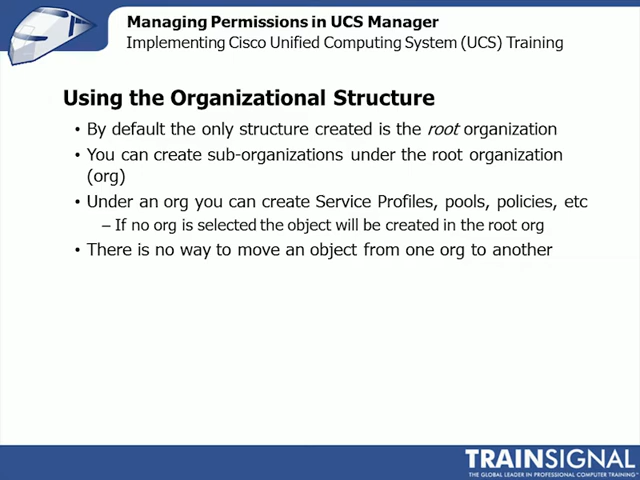 Managing Permissions in UCS Manager
Implementing Cisco Unified Computing System (UCS) Training
Using the Organizational Structure
• By default the only structure created is the root organization
• You can create sub-organizations under the root organization
(org)
• Under an org you can create Service Profiles, pools, policies, etc
– If no org is selected the object will be created in the root org
• There is no way to move an object from one org to another
TRAINSIGNAL
THE GLOBAL LEADER IN PROFESSIONAL COMPUTER TRAINING